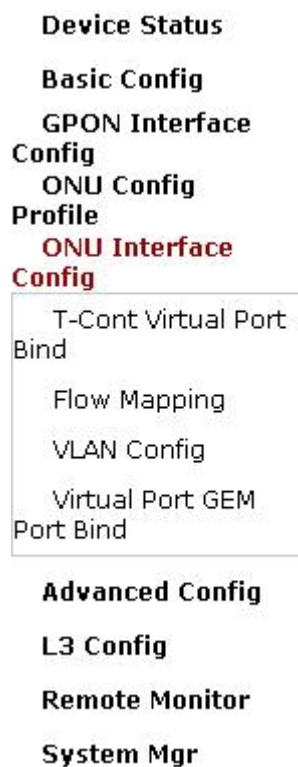 Device Status
Basic Config
GPON Interface
Config
ONU Config
Profile
ONU Interface
Config
T-Cont Virtual Port
Bind
Flow Mapping
VLAN Config
Virtual Port GEM
Port Bind
Advanced Config
L3 Config
Remote Monitor
System Mgr